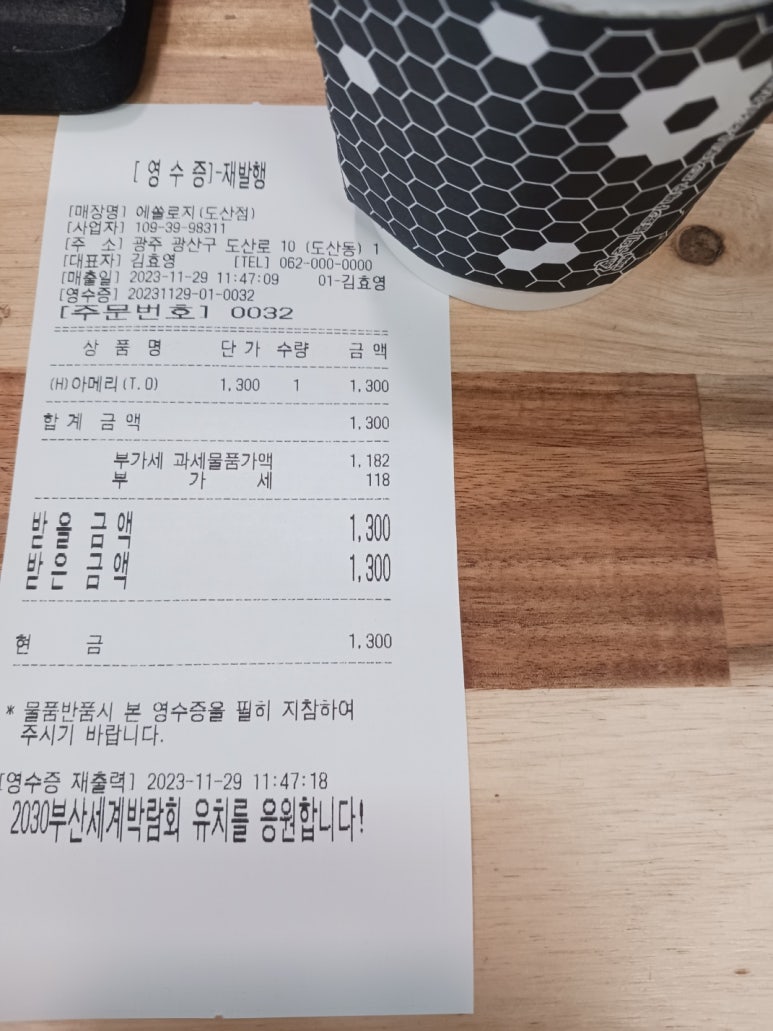 [ 영 수 증]-재발행
[매장명] 에쏠로지(도산점)
[사업자] 109-39-98311
[주 소] 광주 광산구 도산로 10 (도산동) 1
[대표자] 김효영 [TEL] 062-000-0000
[매출일] 2023-11-29 11:47:09 01-김효영
[영수증] 20231129-01-0032
[주문번호] 0032
상 품 명 단 가 수량 금 액
(H)아메리(T.O) 1,300 1 1,300
합 계 금 액 1,300
부가세 과세물품가액 1,182
부 가 세 118
받 을 금 액 1,300
받 은 금 액 1,300
현 금 1,300
* 물품반품시 본 영수증을 필히 지참하여
주시기 바랍니다.
[영수증 재출력] 2023-11-29 11:47:18
2030부산세계박람회 유치를 응원합니다!